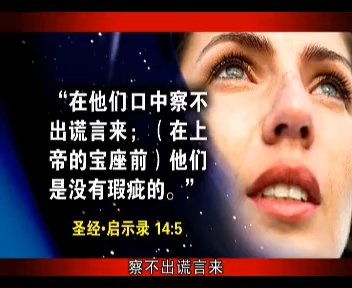 “在他们口中察不
出谎言来；（在上
帝的宝座前）他们
是没有瑕疵的。”
圣经·启示录 14:5
察不出谎言来